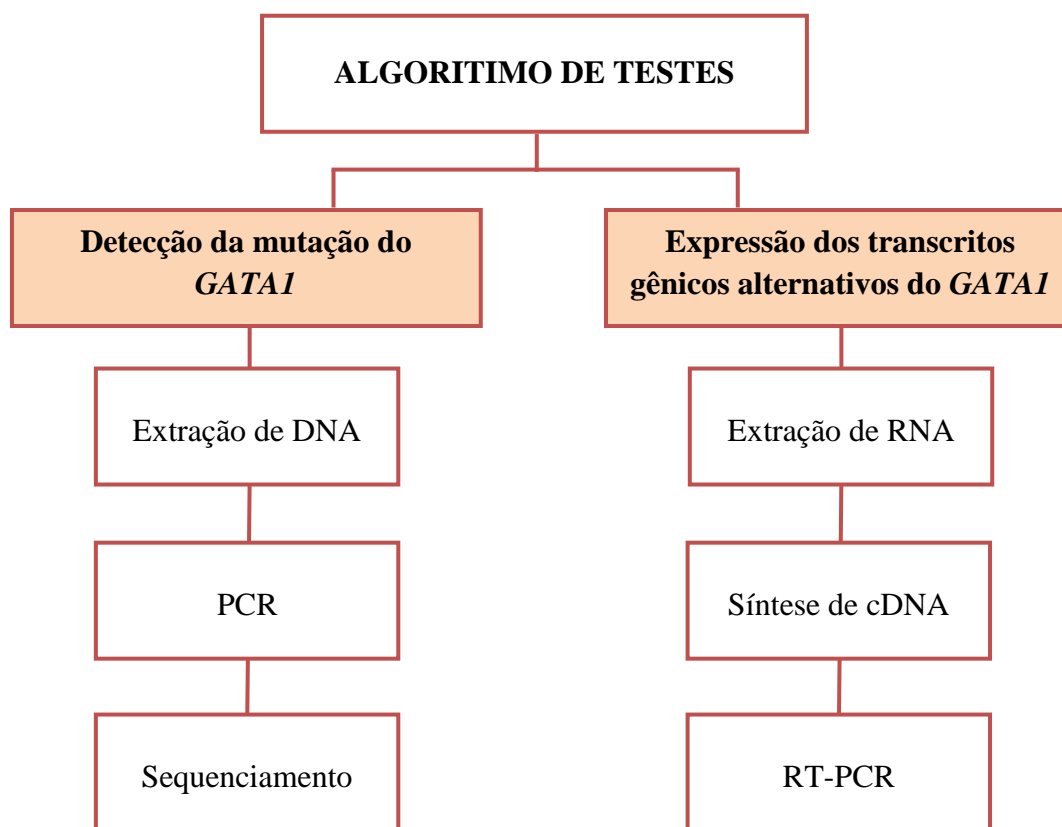 ALGORITIMO DE TESTES
Detecção da mutação do
GATA1
Extração de DNA
PCR
Sequenciamento
Expressão dos transcritos
gênicos alternativos do GATA1
Extração de RNA
Síntese de cDNA
RT-PCR